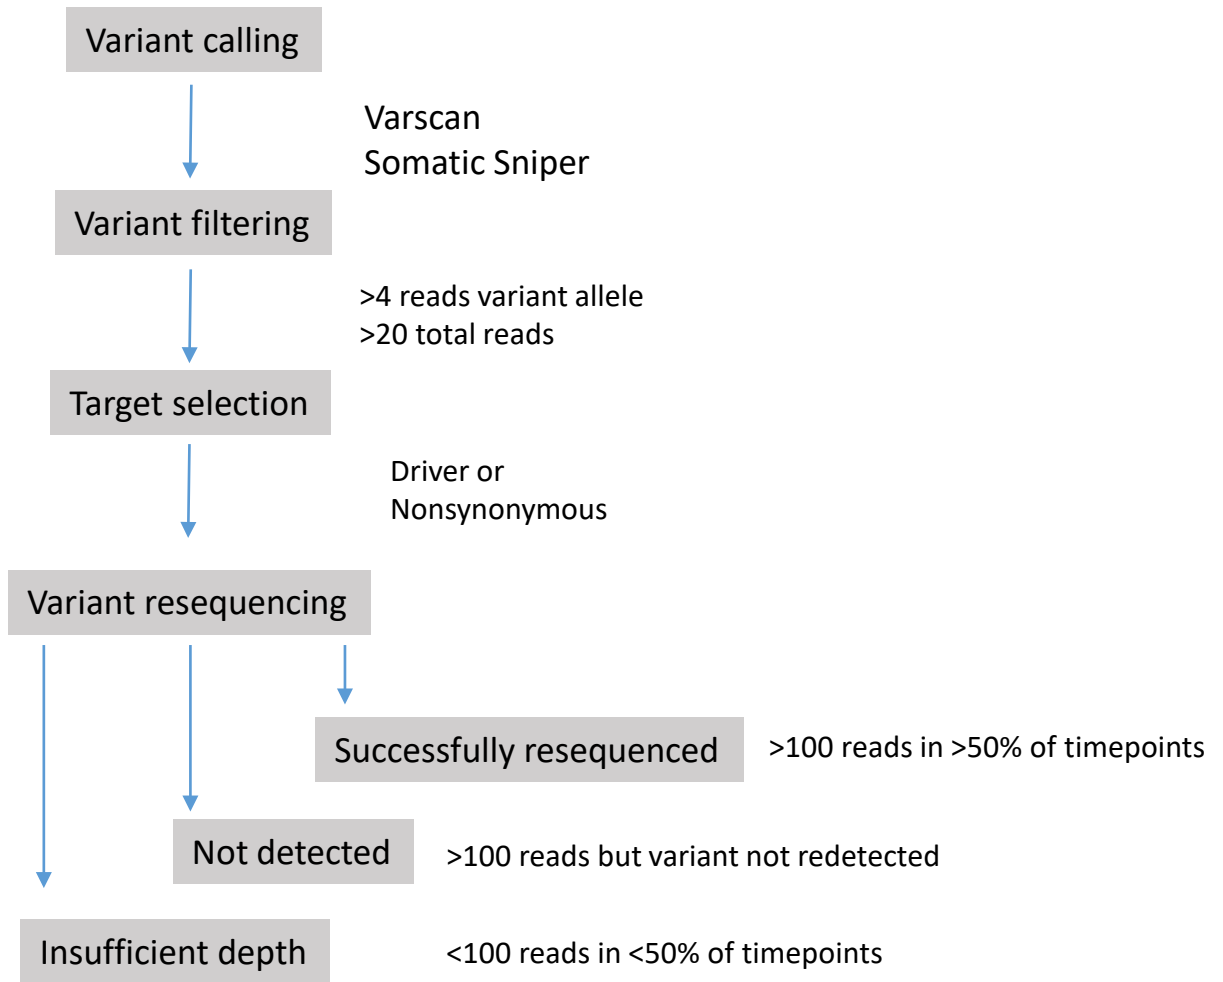 Variant calling
Varscan
Somatic Sniper
Variant filtering
>4 reads variant allele
>20 total reads
Target selection
Driver or
Nonsynonymous
Variant resequencing
Successfully resequenced
>100 reads in >50% of timepoints
Not detected
>100 reads but variant not redetected
Insufficient depth
<100 reads in <50% of timepoints